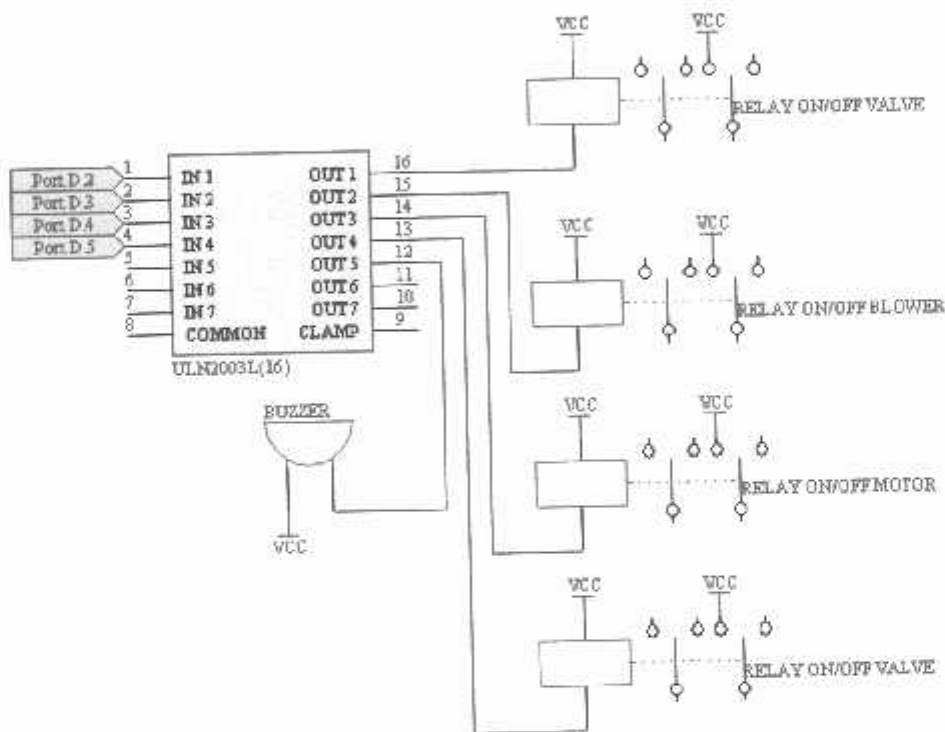 VCC
VCC
RELAY ON/OFF VALVE
Port D.2
Port D.3
Port D.4
Port D.5
1
2
3
4
5
6
7
8
IN 1
IN 2
IN 3
IN 4
IN 5
IN 6
IN 7
COMMON
OUT 1
OUT 2
OUT 3
OUT 4
OUT 5
OUT 6
OUT 7
CLAMP
16
15
14
13
12
11
10
9
ULN2003L(16)
VCC
VCC
RELAY ON/OFF BLOWER
BUZZER
VCC
VCC
VCC
RELAY ON/OFF MOTOR
VCC
VCC
RELAY ON/OFF VALVE